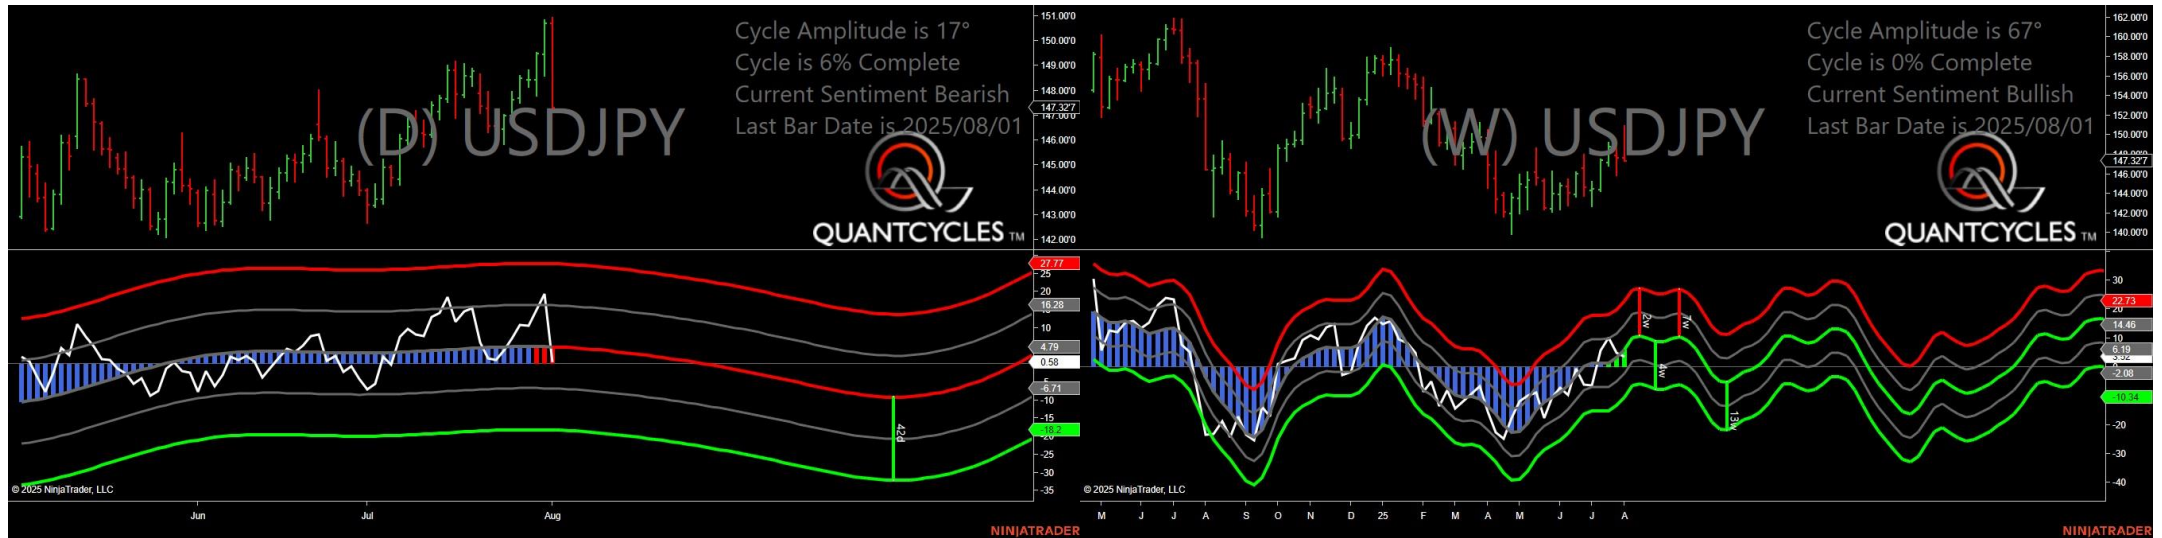 Cycle Amplitude is 17°
Cycle is 6% Complete
Current Sentiment Bearish
Last Bar Date is 2025/08/01
(D) USDJPY
QUANTCYCLES TM
151.00'0
150.00'0
149.00'0
148.00'0
147.327
147.00'0
146.00'0
145.00'0
144.00'0
143.00'0
142.00'0
27.77
25
20
16.28
10
4.79
0.58
-6.71
-10
-15
-18.2
-20
-25
-30
-35
42d
© 2025 NinjaTrader, LLC
Jun
Jul
Aug
NINJATRADER
Cycle Amplitude is 67°
Cycle is 0% Complete
Current Sentiment Bullish
Last Bar Date is 2025/08/01
(W) USDJPY
QUANTCYCLES TM
162.00'0
160.00'0
158.00'0
156.00'0
154.00'0
152.00'0
150.00'0
148.00'0
147.327
146.00'0
144.00'0
142.00'0
140.00'0
30
22.73
20
14.46
10
6.19
3.52
-2.08
-10.34
-20
-30
-40
2w
7w
4w
13w
© 2025 NinjaTrader, LLC
M J J A S O N D 25 F M A M J J A
NINJATRADER